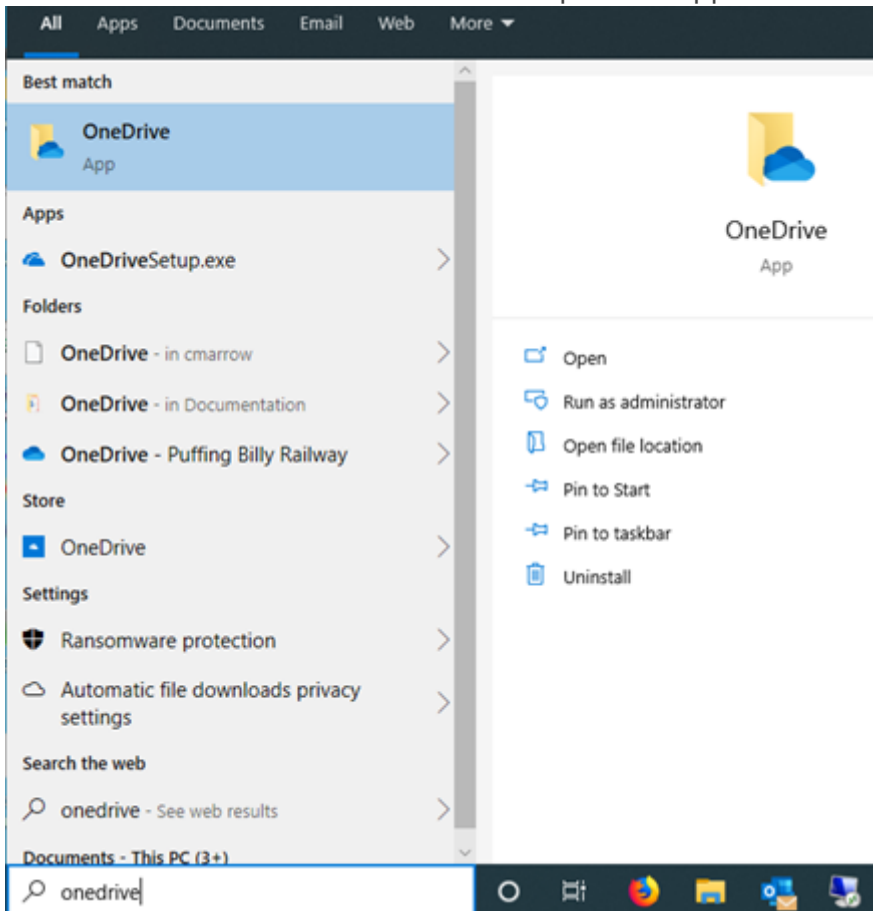 All Apps Documents Email Web More
Best match
OneDrive
App
Apps
OneDriveSetup.exe
Folders
OneDrive - in cmarrow
OneDrive - in Documentation
OneDrive - Puffing Billy Railway
Store
OneDrive
Settings
Ransomware protection
Automatic file downloads privacy
settings
Search the web
onedrive - See web results
Documents - This PC (3+)
onedrive
OneDrive
App
Open
Run as administrator
Open file location
Pin to Start
Pin to taskbar
Uninstall